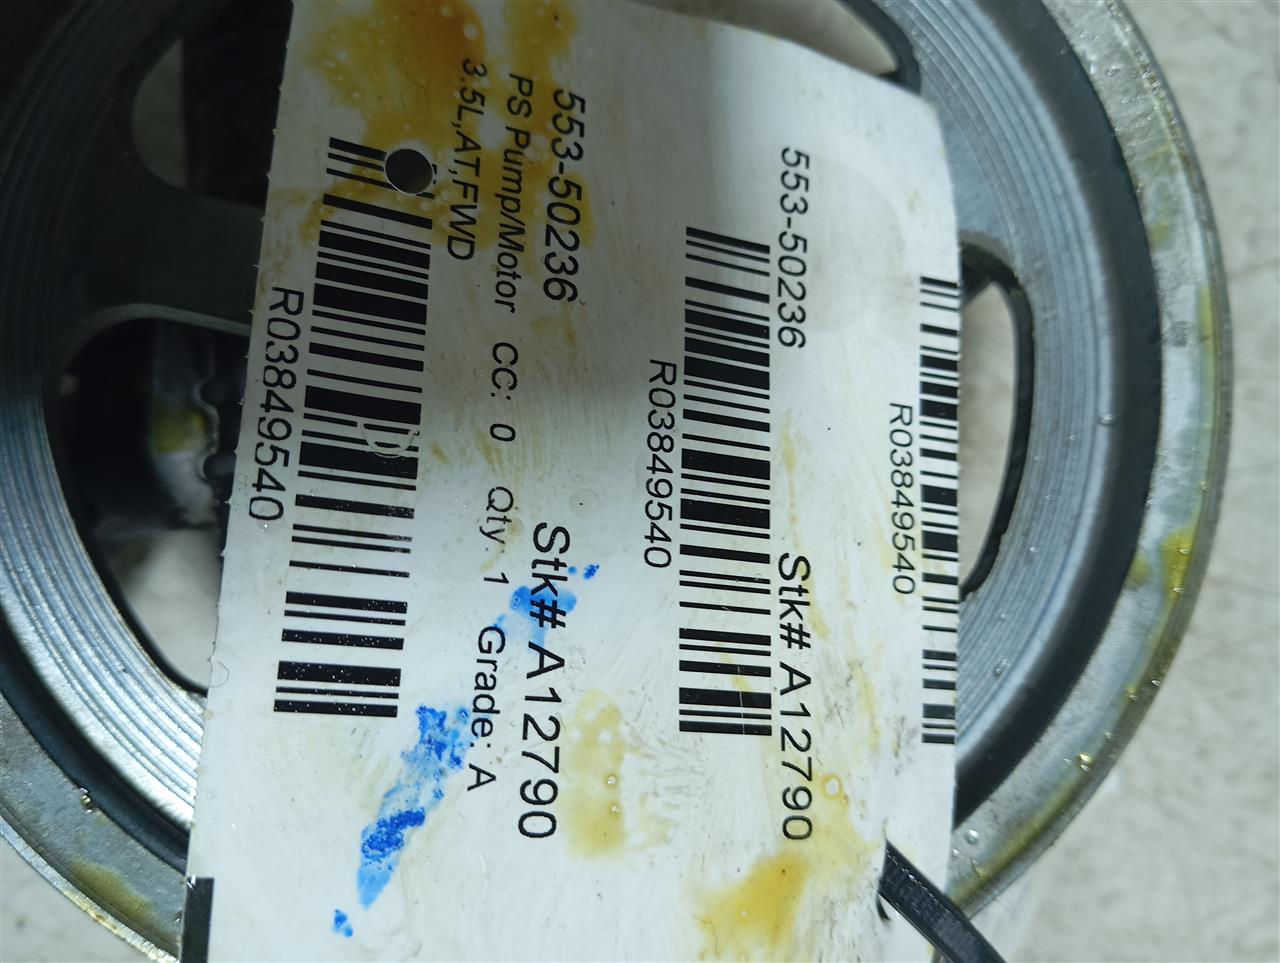 R03849540
553-50236 Stk# A12790
R03849540
553-50236 Stk# A12790
PS Pump/Motor CC: 0 Qty 1 Grade: A
3.5L,AT,FWD
R03849540